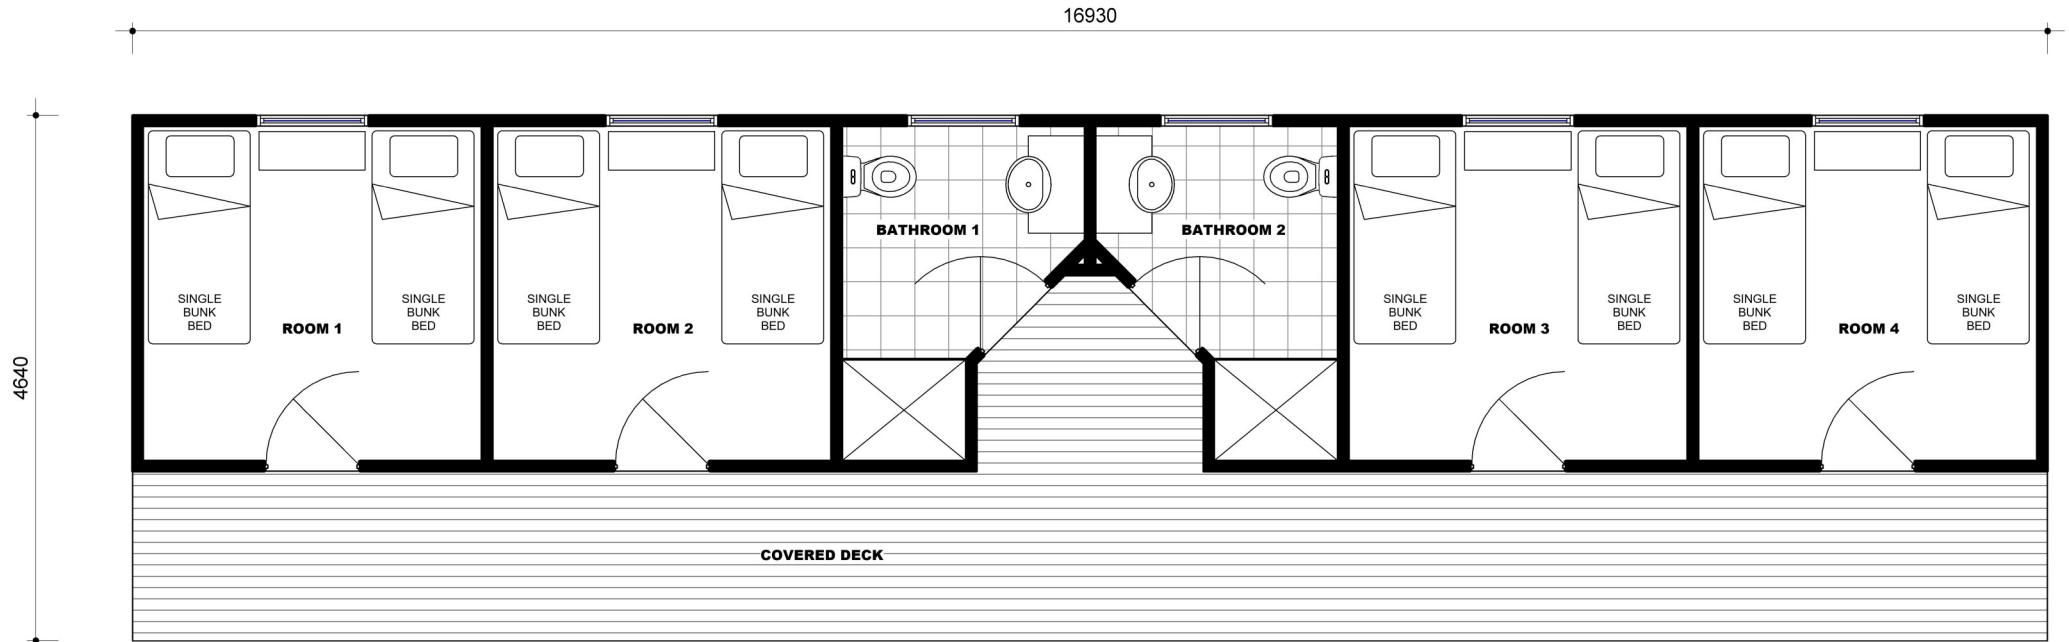 16930
4640
BATHROOM 1
BATHROOM 2
SINGLE
BUNK
BED
SINGLE
BUNK
BED
SINGLE
BUNK
BED
SINGLE
BUNK
BED
SINGLE
BUNK
BED
SINGLE
BUNK
BED
SINGLE
BUNK
BED
SINGLE
BUNK
BED
ROOM 1
ROOM 2
ROOM 3
ROOM 4
COVERED DECK